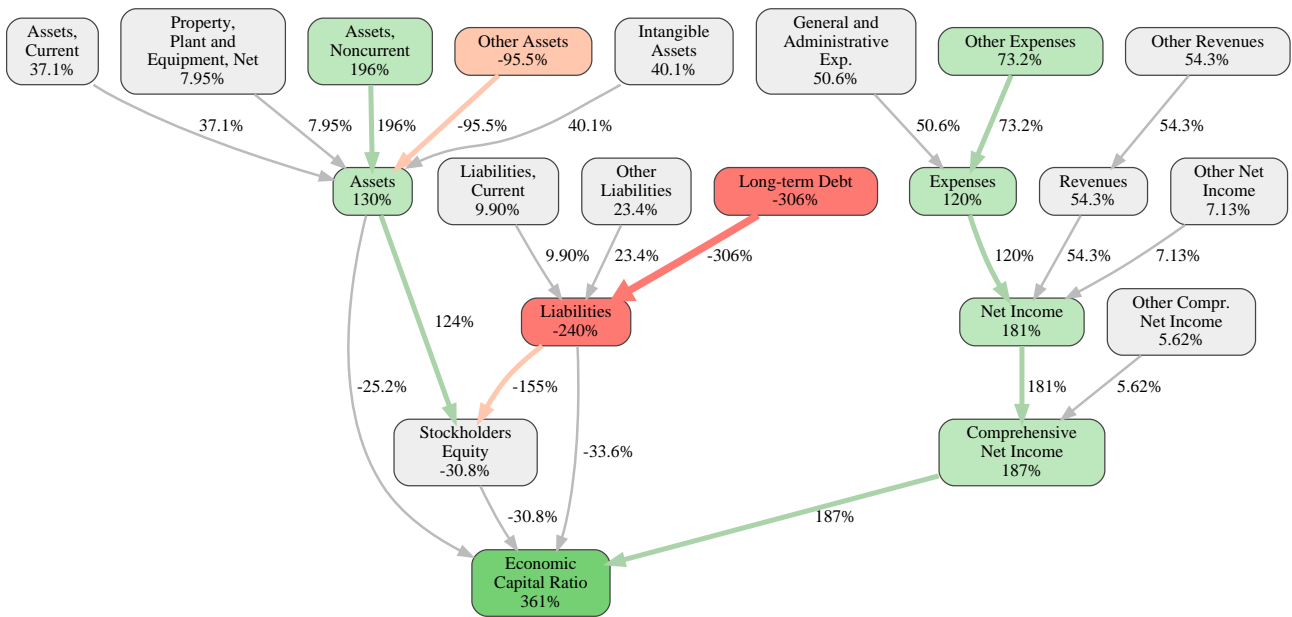 Assets,
Current
37.1%
Property,
Plant and
Equipment, Net
7.95%
Assets,
Noncurrent
196%
Other Assets
-95.5%
Intangible
Assets
40.1%
General and
Administrative
Exp.
50.6%
Other Expenses
73.2%
Other Revenues
54.3%
37.1%
7.95%
196%
-95.5%
40.1%
50.6%
73.2%
54.3%
Assets
130%
Liabilities,
Current
9.90%
Other
Liabilities
23.4%
Long-term Debt
-306%
Expenses
120%
Revenues
54.3%
Other Net
Income
7.13%
9.90%
23.4%
-306%
120%
54.3%
7.13%
124%
Liabilities
-240%
Net Income
181%
Other Compr.
Net Income
5.62%
-25.2%
-155%
181%
5.62%
Stockholders
Equity
-30.8%
-33.6%
Comprehensive
Net Income
187%
-30.8%
187%
Economic
Capital Ratio
361%